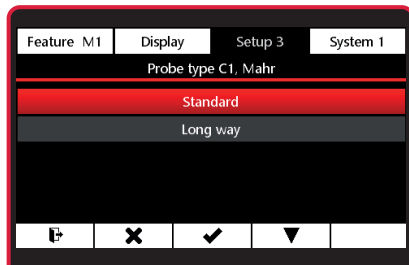 Feature M1 Display Setup 3 System 1
Probe type C1, Mahr
Standard
Long way